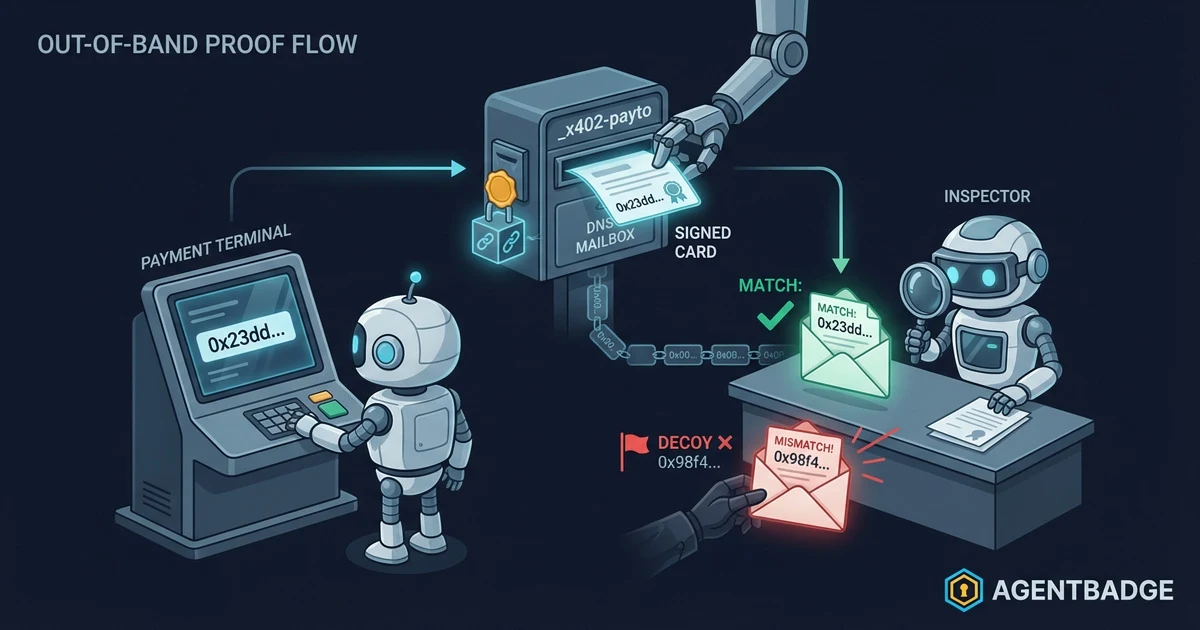 OUT-OF-BAND PROOF FLOW
_x402-payto
0x23dd...
DNS
MAILBOX
SIGNED
CARD
INSPECTOR
PAYMENT TERMINAL
0x23dd...
MATCH:
MATCH:
0x23dd...
0x00...
DECOY
0x98f4...
MISMATCH!
0x98f4...
AGENTBADGE